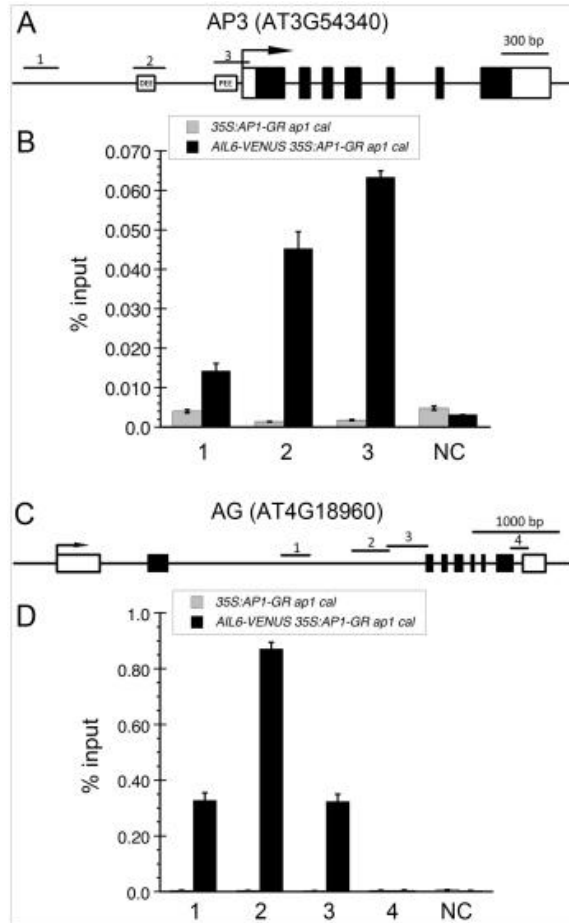 A
AP3 (AT3G54340)
1 2 3 300 bp
DEE PEE
B
35S:AP1-GR ap1 cal
AIL6-VENUS 35S:AP1-GR ap1 cal
0.070
0.060
0.050
0.040
0.030
0.020
0.010
0.0
% input
1 2 3 NC
C
AG (AT4G18960)
1000 bp
1 2 3 4
D
35S:AP1-GR ap1 cal
AIL6-VENUS 35S:AP1-GR ap1 cal
1.0
0.80
0.60
0.40
0.20
0.0
% input
1 2 3 4 NC